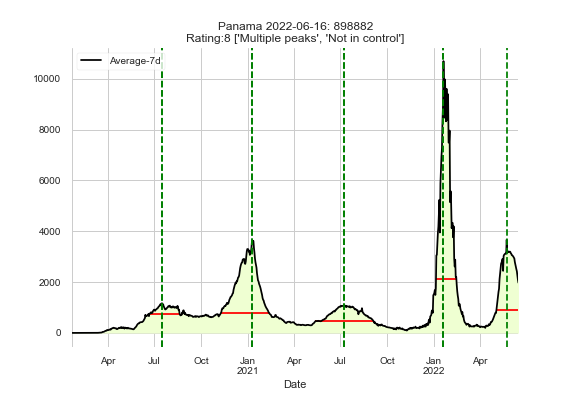 Panama 2022-06-16: 898882
Rating:8 ['Multiple peaks', 'Not in control']
Average-7d
10000
8000
6000
4000
2000
0
Apr Jul Oct Jan Apr Jul Oct Jan Apr
2021 2022
Date